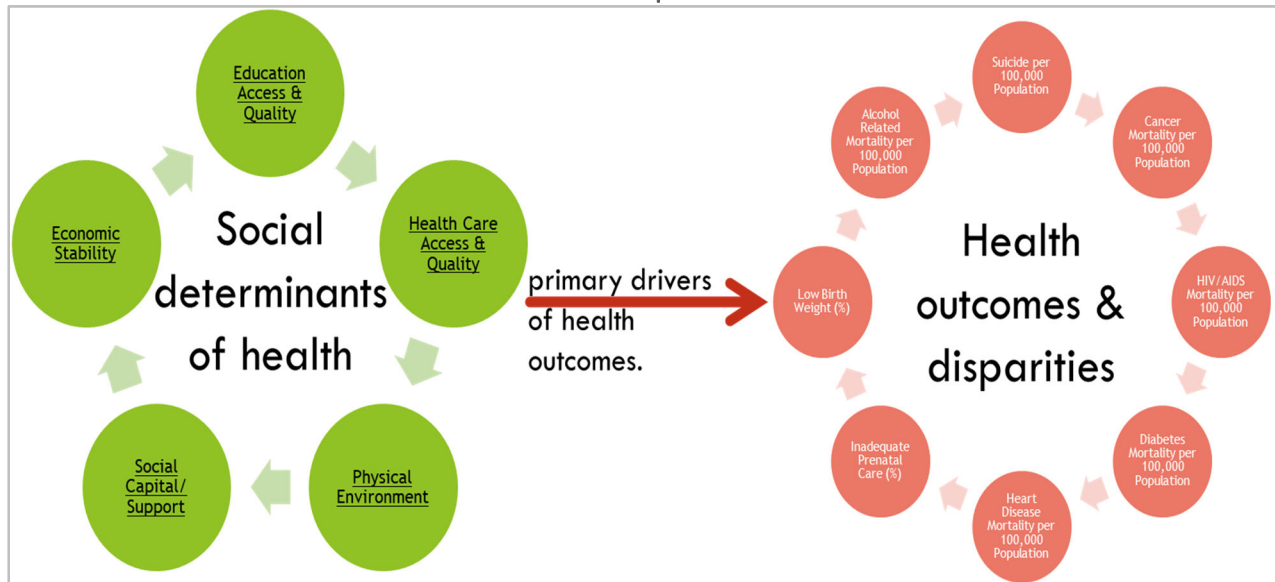 Education
Access &
Quality
Economic
Stability
Social
determinants
of health
Health Care
Access &
Quality
Social
Capital/
Support
Physical
Environment
primary drivers
of health
outcomes.
Suicide per
100,000
Population
Alcohol
Related
Mortality per
100,000
Population
Cancer
Mortality per
100,000
Population
Low Birth
Weight (%)
Health
outcomes &
disparities
HIV/AIDS
Mortality per
100,000
Population
Inadequate
Prenatal
Care (%)
Diabetes
Mortality per
100,000
Population
Heart
Disease
Mortality per
100,000
Population